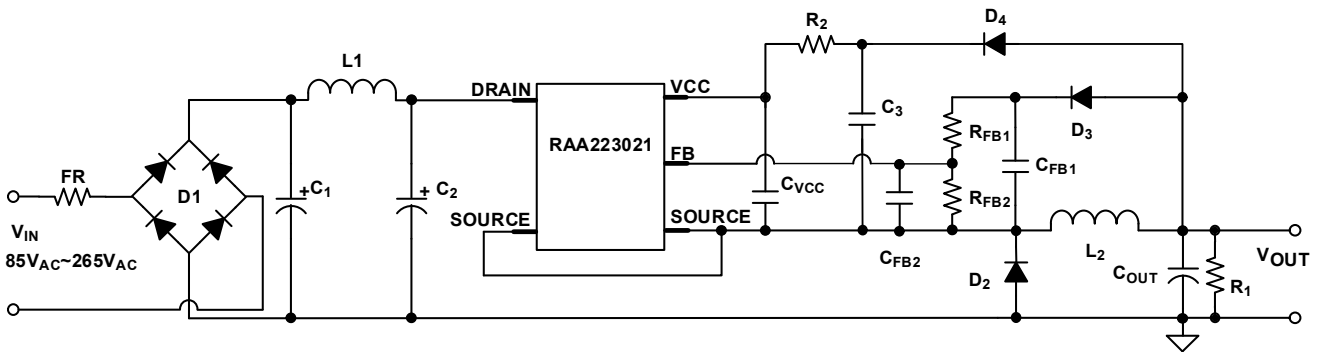 R2
D4
L1
DRAIN
VCC
C3
RFB1
D3
RAA223021
FR
D1
FB
CFB1
+C1
+ C2
CVCC
RFB2
SOURCE
SOURCE
VIN
85VAC~265VAC
CFB2
D2
L2
COUT
R1
VOUT